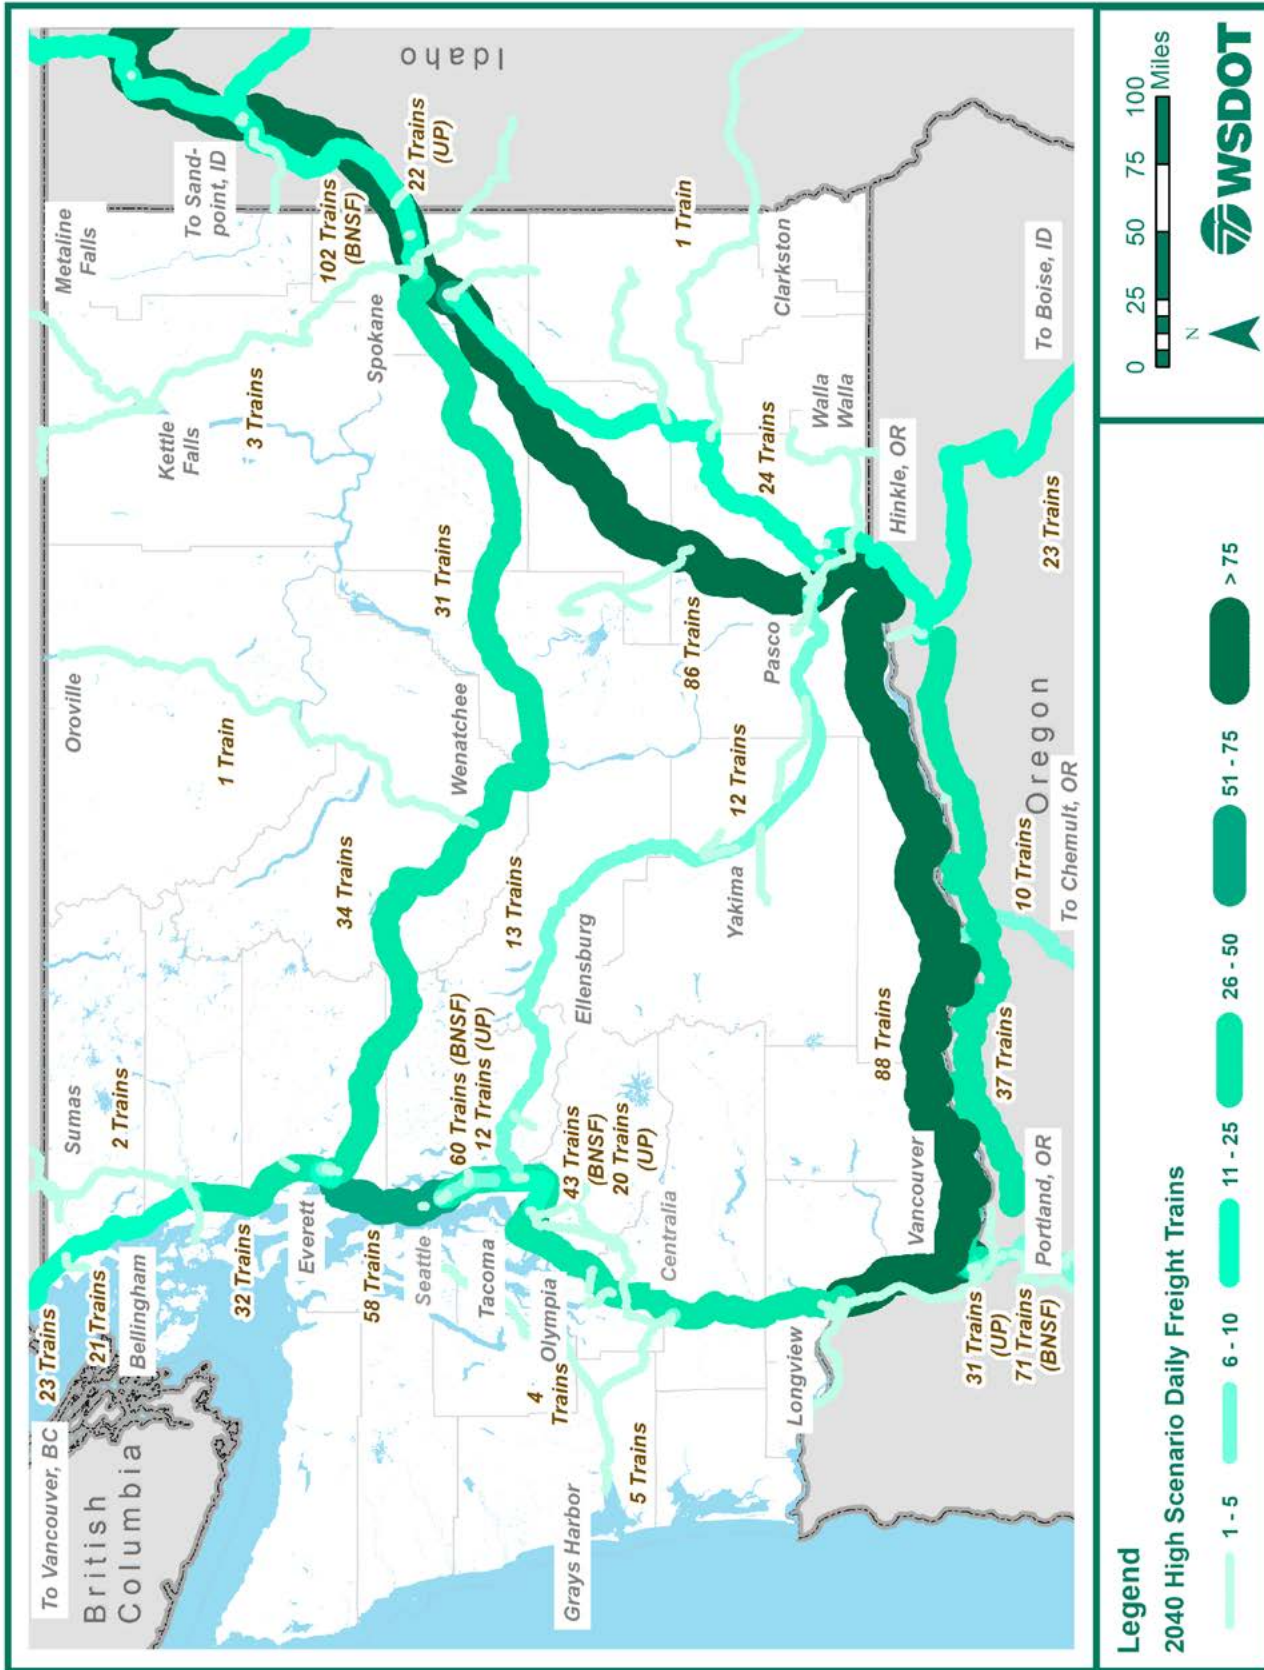 To Vancouver, BC
British
Columbia
23 Trains
21 Trains
Bellingham
Sumas
2 Trains
32 Trains
Everett
58 Trains
Seattle
Tacoma
Olympia
4
Trains
Grays Harbor
5 Trains
60 Trains (BNSF)
12 Trains (UP)
43 Trains
(BNSF)
20 Trains
(UP)
Centralia
Longview
Vancouver
31 Trains
(UP)
71 Trains
(BNSF)
Portland, OR
Oroville
1 Train
34 Trains
Wenatchee
13 Trains
Ellensburg
Yakima
12 Trains
88 Trains
37 Trains
10 Trains
To Chemult, OR
Oregon
Metaline
Falls
Kettle
Falls
3 Trains
31 Trains
Spokane
86 Trains
Pasco
24 Trains
Walla
Walla
Hinkle, OR
23 Trains
To Boise, ID
Clarkston
1 Train
To Sand-
point, ID
102 Trains
(BNSF)
22 Trains
(UP)
Idaho
Legend
2040 High Scenario Daily Freight Trains
1 - 5
6 - 10
11 - 25
26 - 50
51 - 75
> 75
0 25 50 75 100
Miles
N
WSDOT